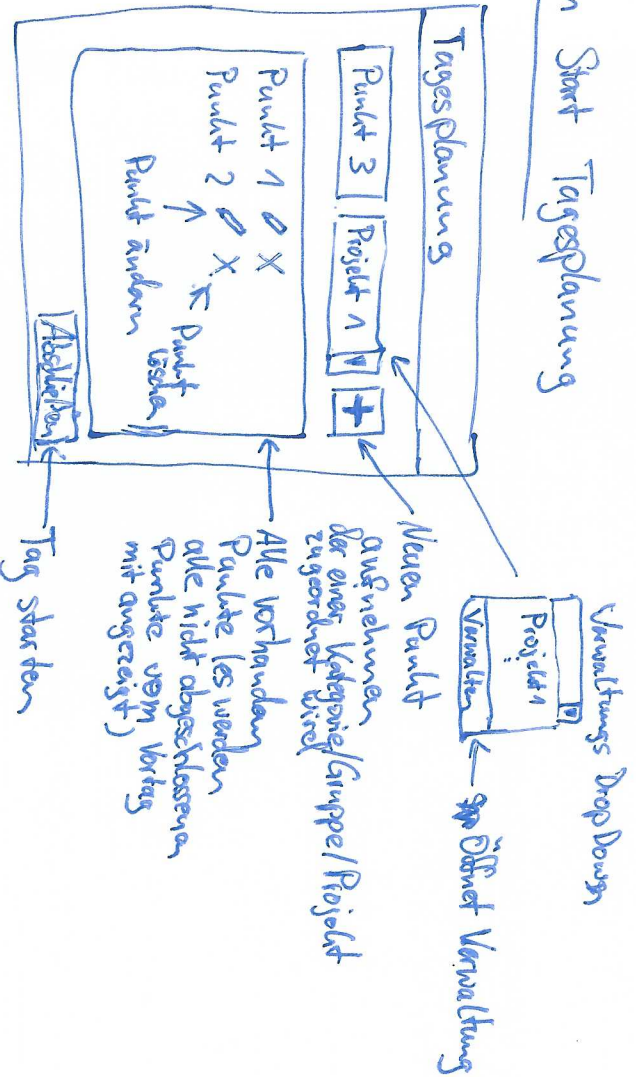 n Start Tagesplanung
Verwaltungs DropDown
Projekt 1
Verwalten
Öffnet Verwaltung
Tagesplanung
Punkt 3
Projekt 1
+
Neuen Punkt
aufnehmen
der einer Kategorie/Gruppe/Projekt
zugeordnet wird
Punkt 1 X
Punkt 2 X
Punkt ändern
Punkt
löschen
Alle vorhanden
Punkte (es werden
alle nicht abgeschlossenen
Punkte vom Vortag
mit angezeigt)
Abschließen
Tag starten